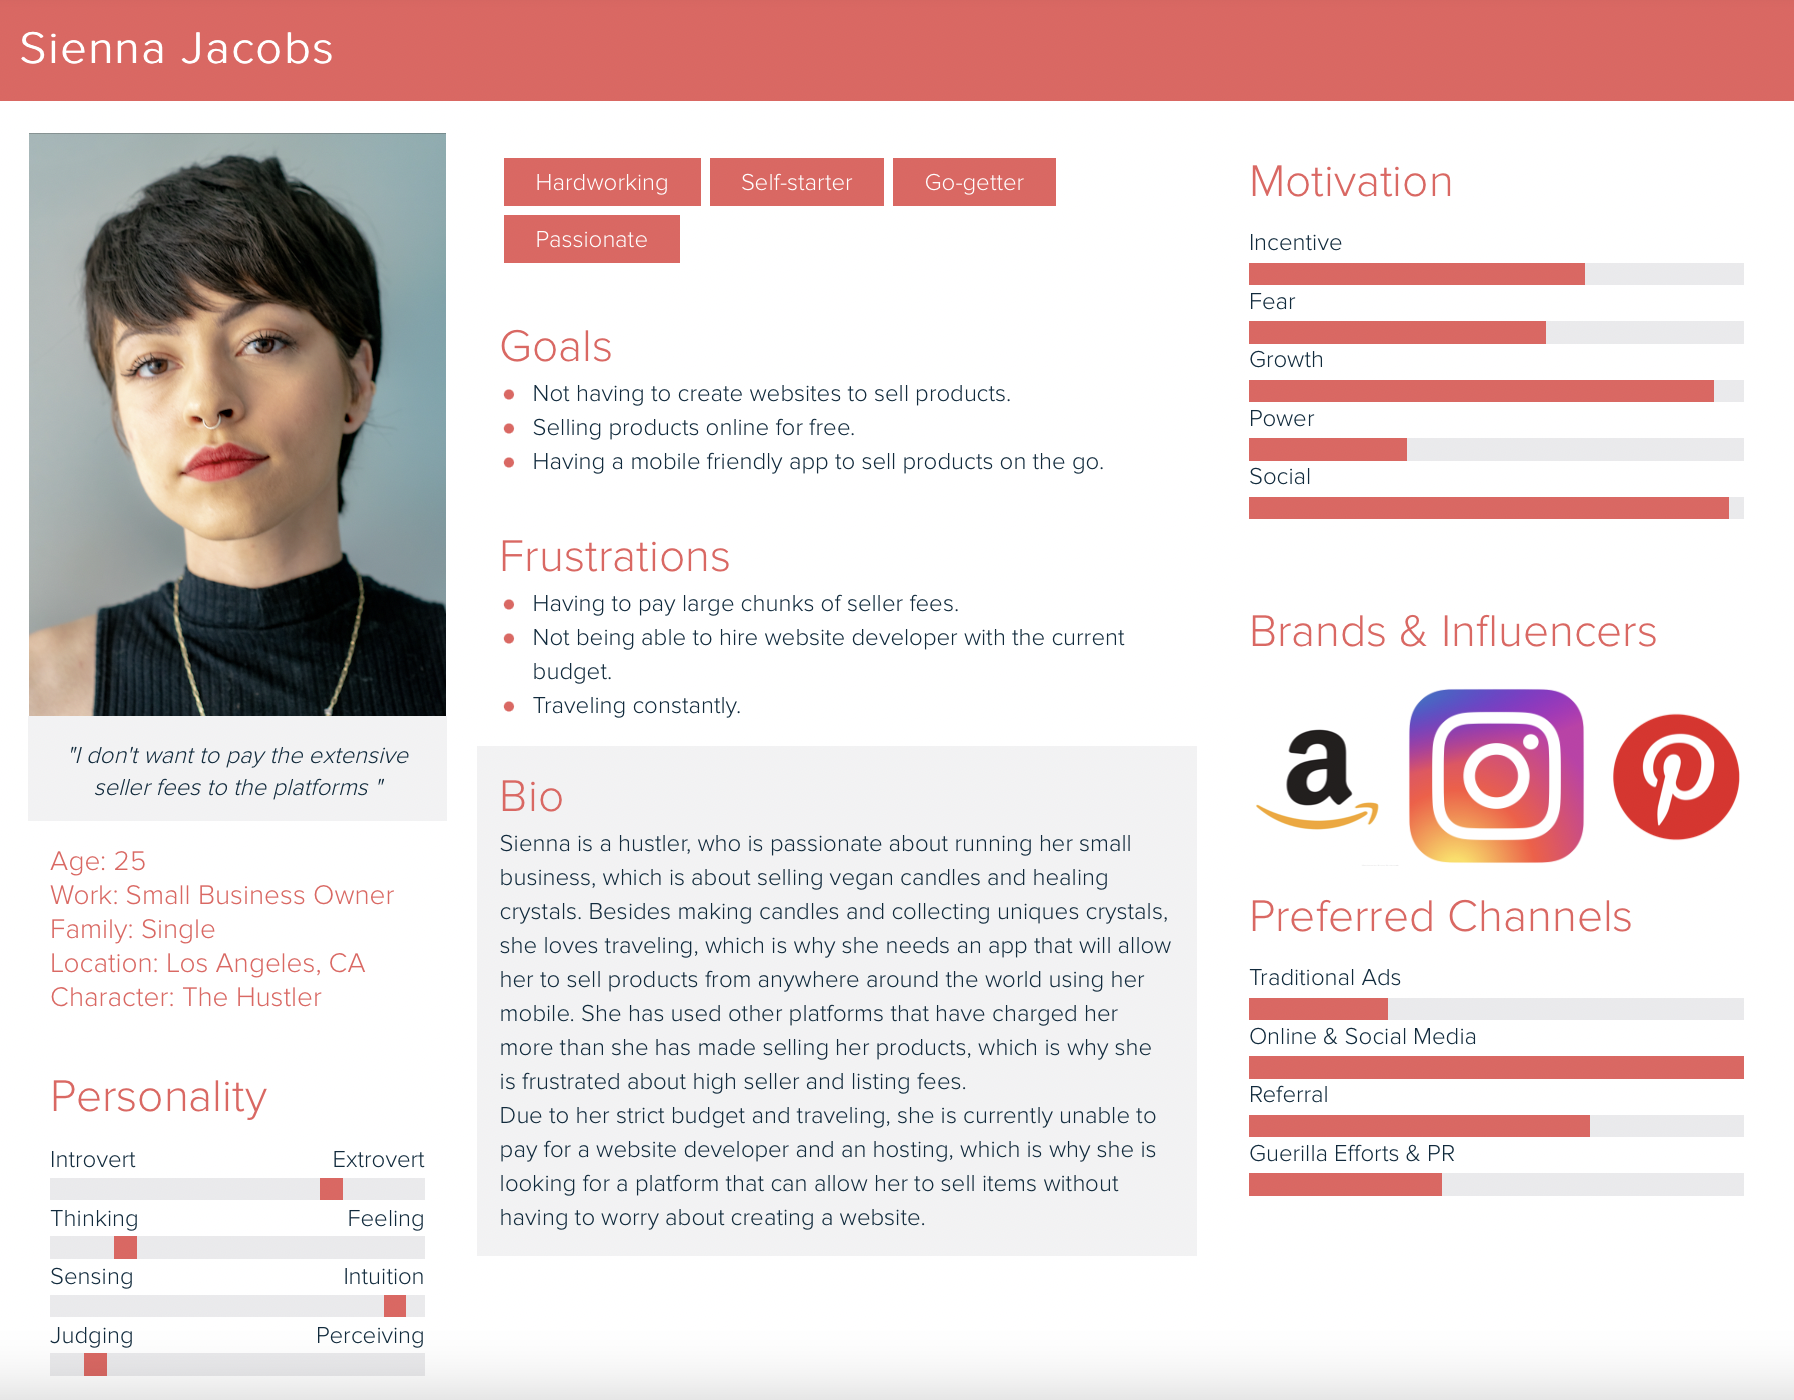 Sienna Jacobs
"I don't want to pay the extensive
seller fees to the platforms "
Age: 25
Work: Small Business Owner
Family: Single
Location: Los Angeles, CA
Character: The Hustler
Personality
Introvert Extrovert
Thinking Feeling
Sensing Intuition
Judging Perceiving
Hardworking Self-starter Go-getter
Passionate
Goals
Not having to create websites to sell products.
Selling products online for free.
Having a mobile friendly app to sell products on the go.
Frustrations
Having to pay large chunks of seller fees.
Not being able to hire website developer with the current
budget.
Traveling constantly.
Bio
Sienna is a hustler, who is passionate about running her small
business, which is about selling vegan candles and healing
crystals. Besides making candles and collecting uniques crystals,
she loves traveling, which is why she needs an app that will allow
her to sell products from anywhere around the world using her
mobile. She has used other platforms that have charged her
more than she has made selling her products, which is why she
is frustrated about high seller and listing fees.
Due to her strict budget and traveling, she is currently unable to
pay for a website developer and an hosting, which is why she is
looking for a platform that can allow her to sell items without
having to worry about creating a website.
Motivation
Incentive
Fear
Growth
Power
Social
Brands & Influencers
a
Preferred Channels
Traditional Ads
Online & Social Media
Referral
Guerilla Efforts & PR